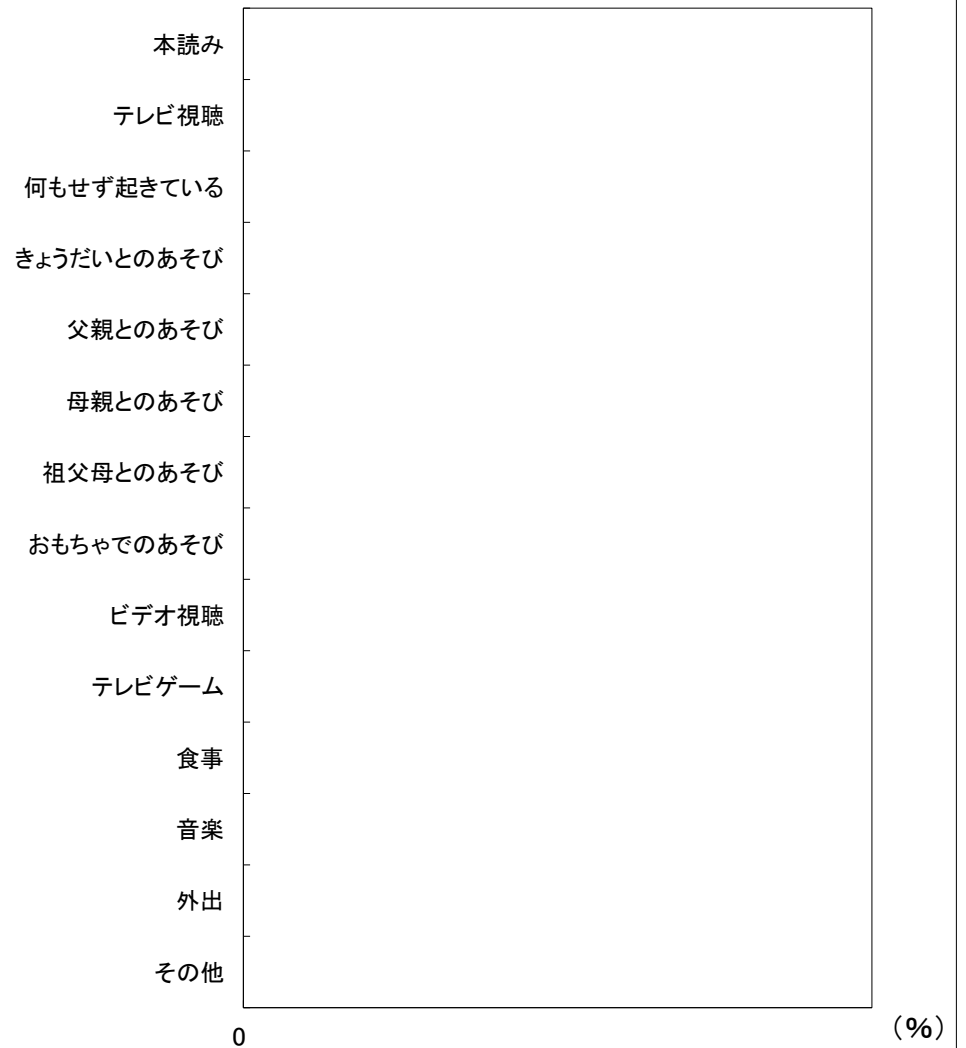 本読み
テレビ視聴
何もせず起きている
きょうだいとのあそび
父親とのあそび
母親とのあそび
祖父母とのあそび
おもちゃでのあそび
ビデオ視聴
テレビゲーム
食事
音楽
外出
その他
0
（%）